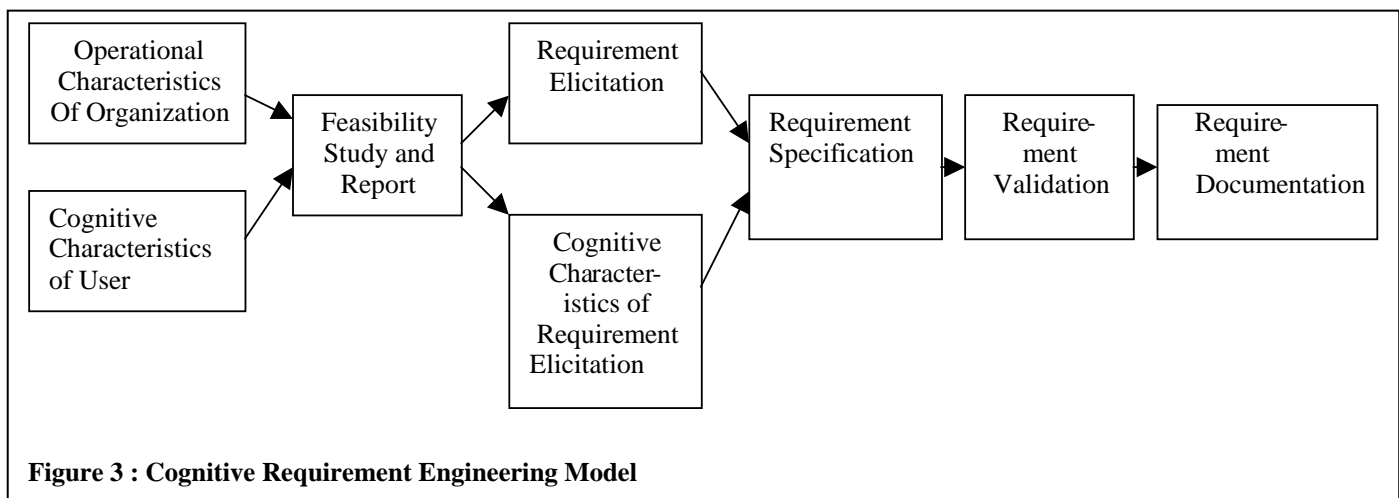 Operational
Characteristics
Of Organization
Cognitive
Characteristics
of User
Feasibility
Study and
Report
Requirement
Elicitation
Cognitive
Character-
istics of
Requirement
Elicitation
Requirement
Specification
Require-
ment
Validation
Require-
ment
Documentation
Figure 3 : Cognitive Requirement Engineering Model